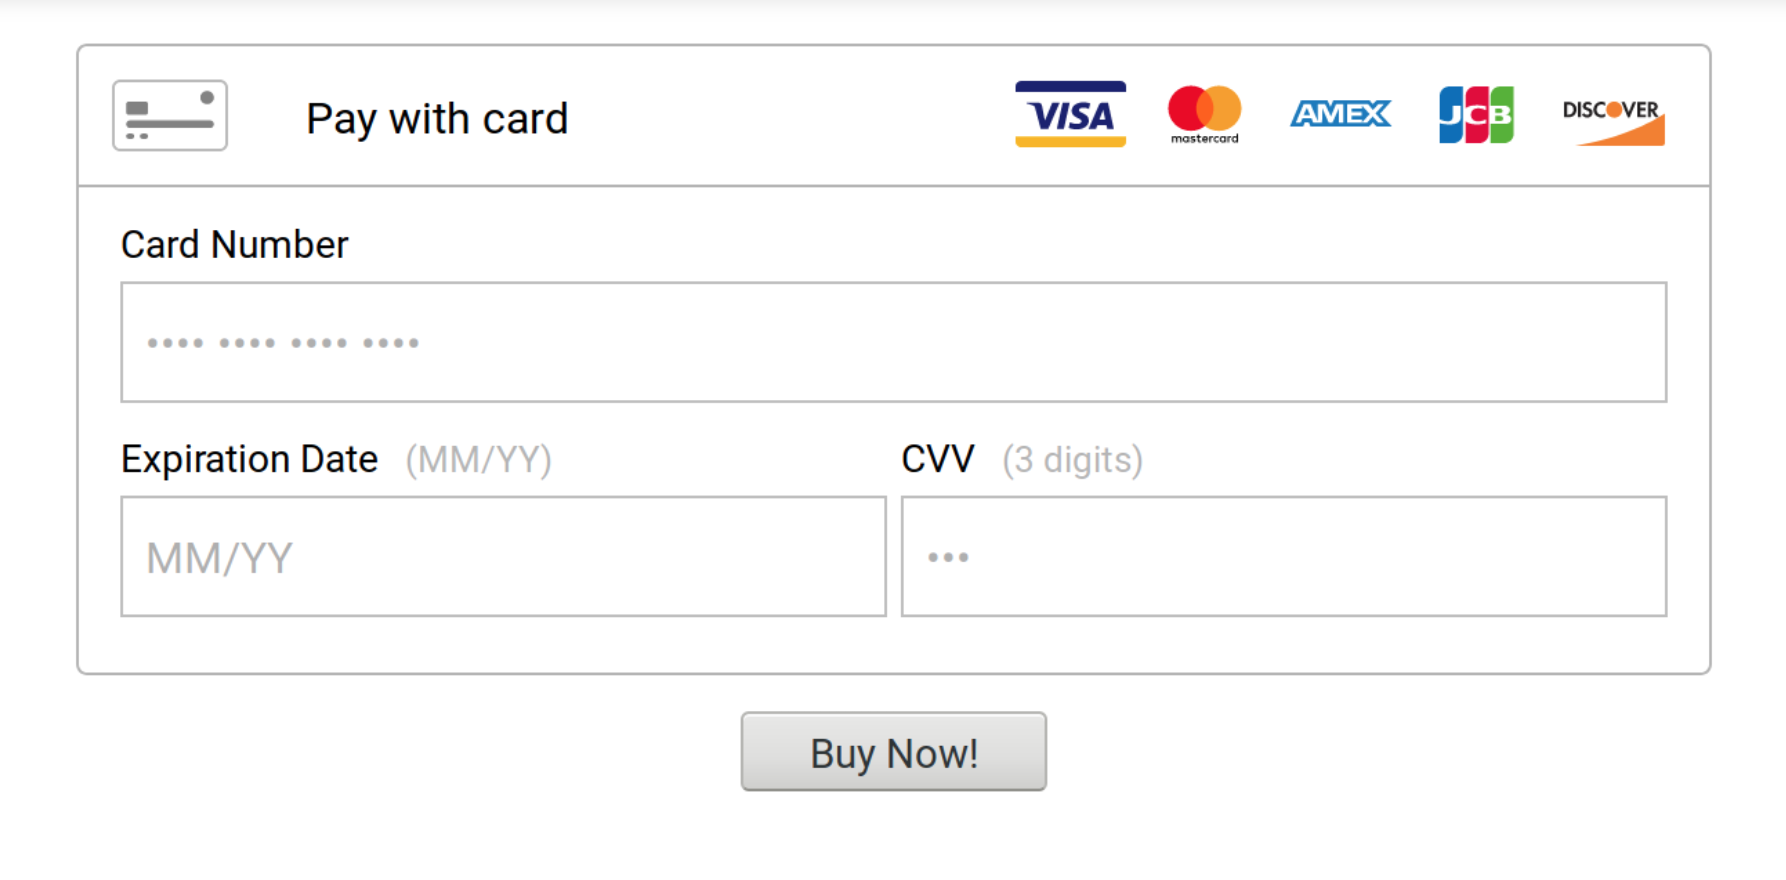 Pay with card VISA mastercard AMEX JCB DISCOVER
Card Number
•••• •••• •••• ••••
Expiration Date (MM/YY) CVV (3 digits)
MM/YY •••
Buy Now!